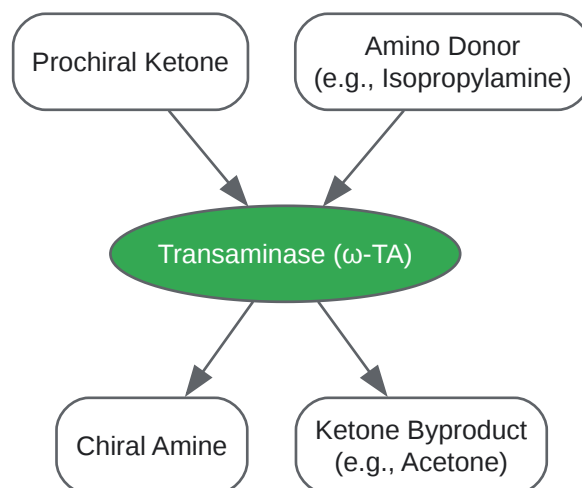 Prochiral Ketone
Amino Donor
(e.g., Isopropylamine)
Transaminase (ω-TA)
Chiral Amine
Ketone Byproduct
(e.g., Acetone)